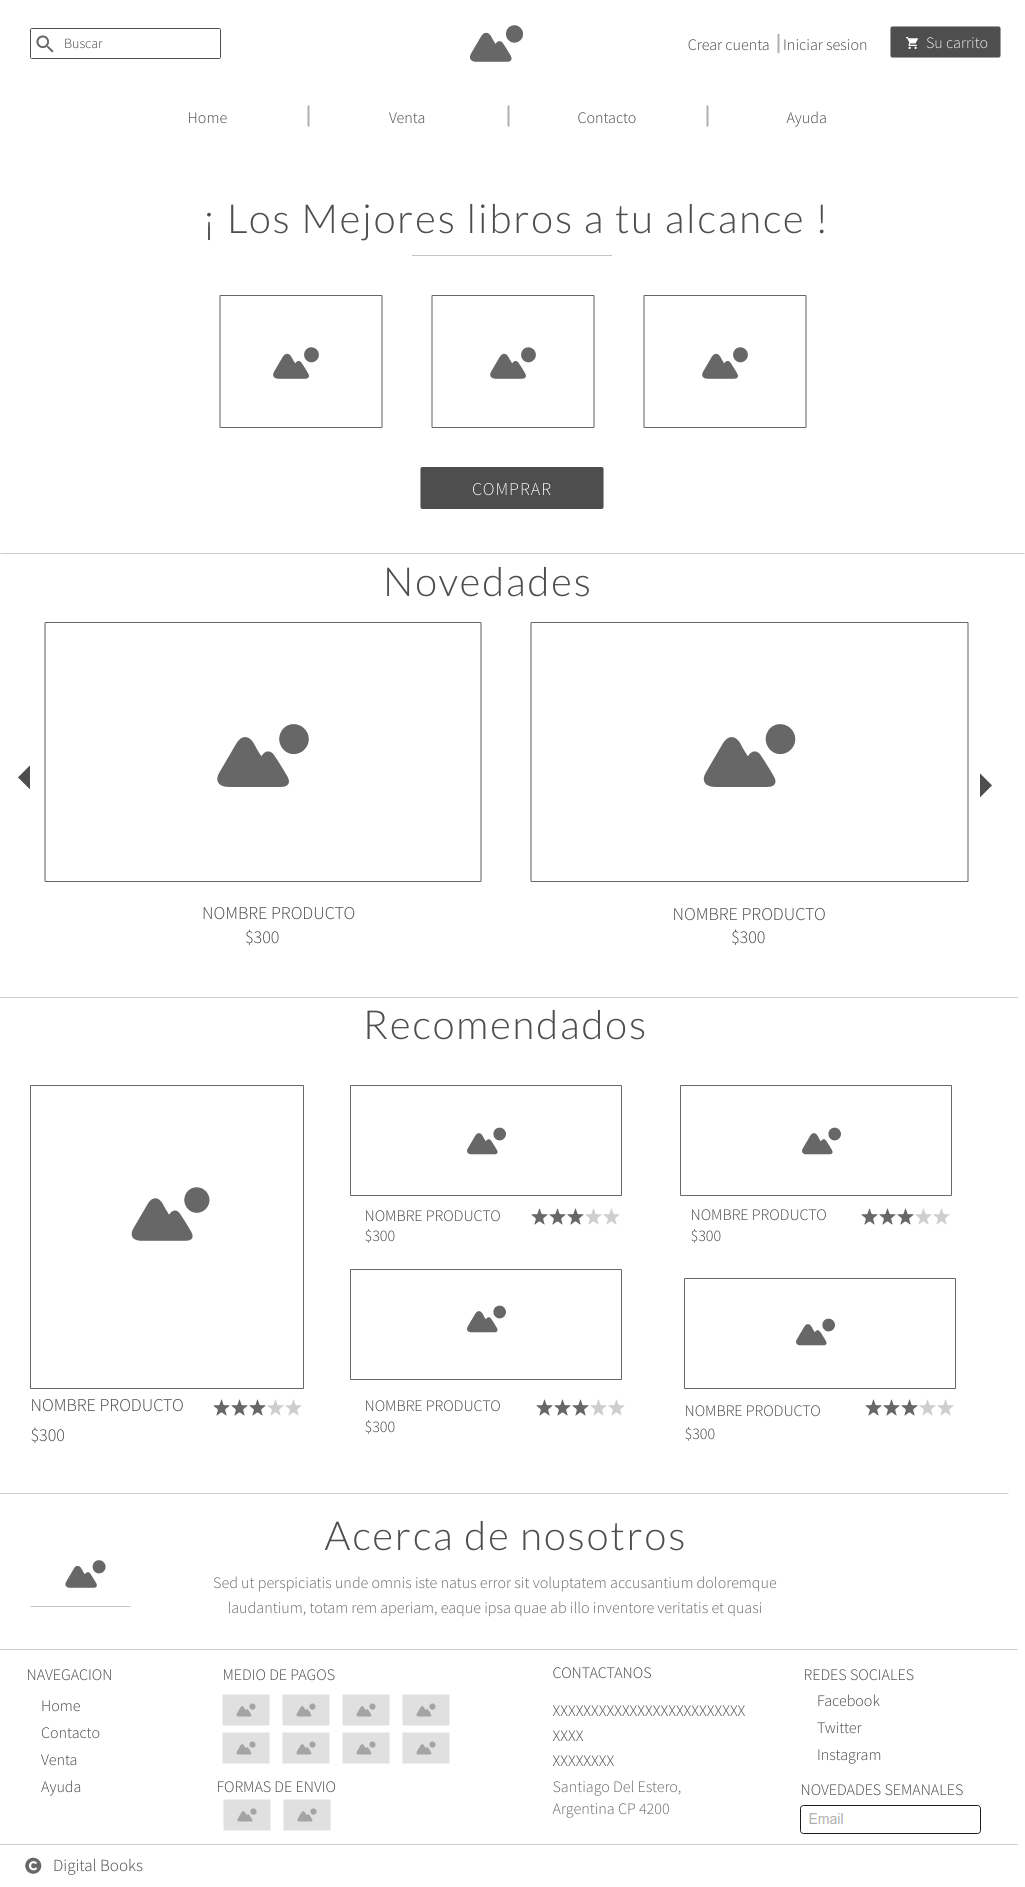 Buscar
Crear cuenta
Iniciar sesion
Su carrito
Home
Venta
Contacto
Ayuda
¡ Los Mejores libros a tu alcance !
COMPRAR
Novedades
NOMBRE PRODUCTO
$300
NOMBRE PRODUCTO
$300
Recomendados
NOMBRE PRODUCTO
$300
NOMBRE PRODUCTO
$300
NOMBRE PRODUCTO
$300
NOMBRE PRODUCTO
$300
NOMBRE PRODUCTO
$300
Acerca de nosotros
Sed ut perspiciatis unde omnis iste natus error sit voluptatem accusantium doloremque
laudantium, totam rem aperiam, eaque ipsa quae ab illo inventore veritatis et quasi
NAVEGACION
Home
Contacto
Venta
Ayuda
MEDIO DE PAGOS
FORMAS DE ENVIO
CONTACTANOS
XXXXXXXXXXXXXXXXXXXXXXXXX
XXXX
XXXXXXXX
Santiago Del Estero,
Argentina CP 4200
REDES SOCIALES
Facebook
Twitter
Instagram
NOVEDADES SEMANALES
Email
© Digital Books